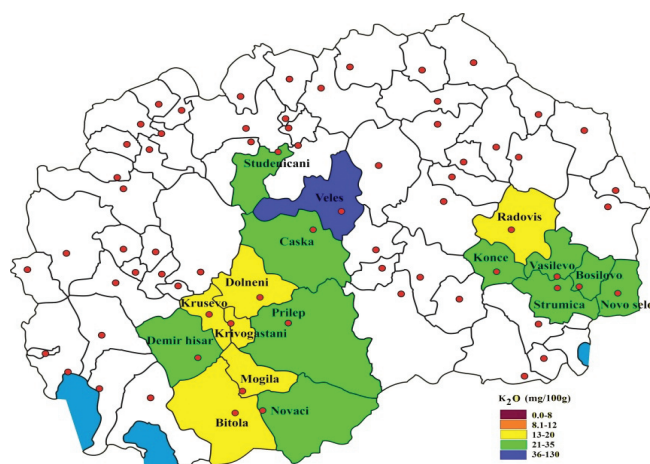 Studenicani
Veles
Radovis
Caska
Konce
Vasilevo
Bosilovo
Dolneni
Strumica
Novo selo
Krusevo
Prilep
Krivogastani
Demir hisar
Mogila
Novaci
Bitola
K2O (mg/100g)
0.0-8
8.1-12
13-20
21-35
36-130